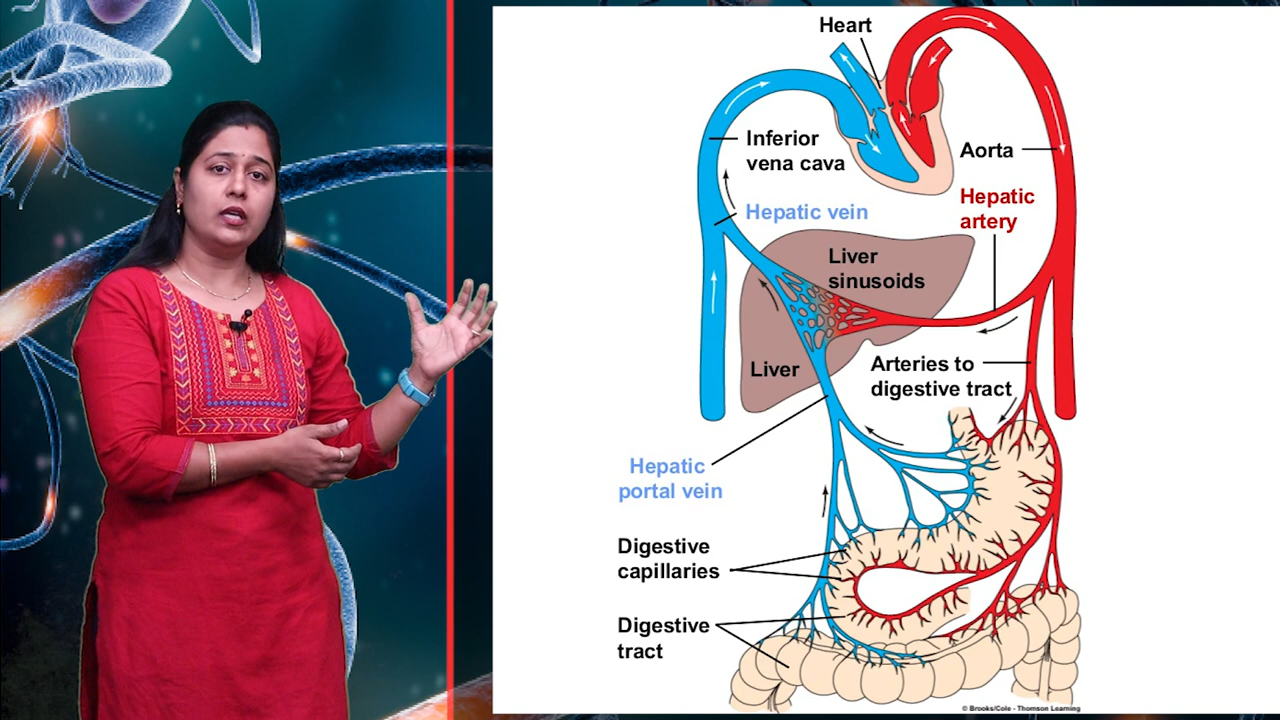 Heart
Inferior
vena cava
Aorta
Hepatic
artery
Hepatic vein
Liver
sinusoids
Liver
Arteries to
digestive tract
Hepatic
portal vein
Digestive
capillaries
Digestive
tract
© Brooks/Cole - Thomson Learning